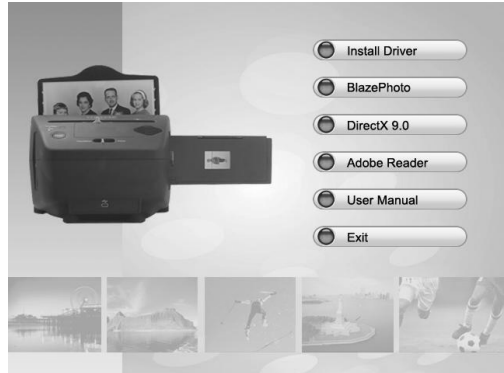 Install Driver
BlazePhoto
DirectX 9.0
Adobe Reader
User Manual
Exit